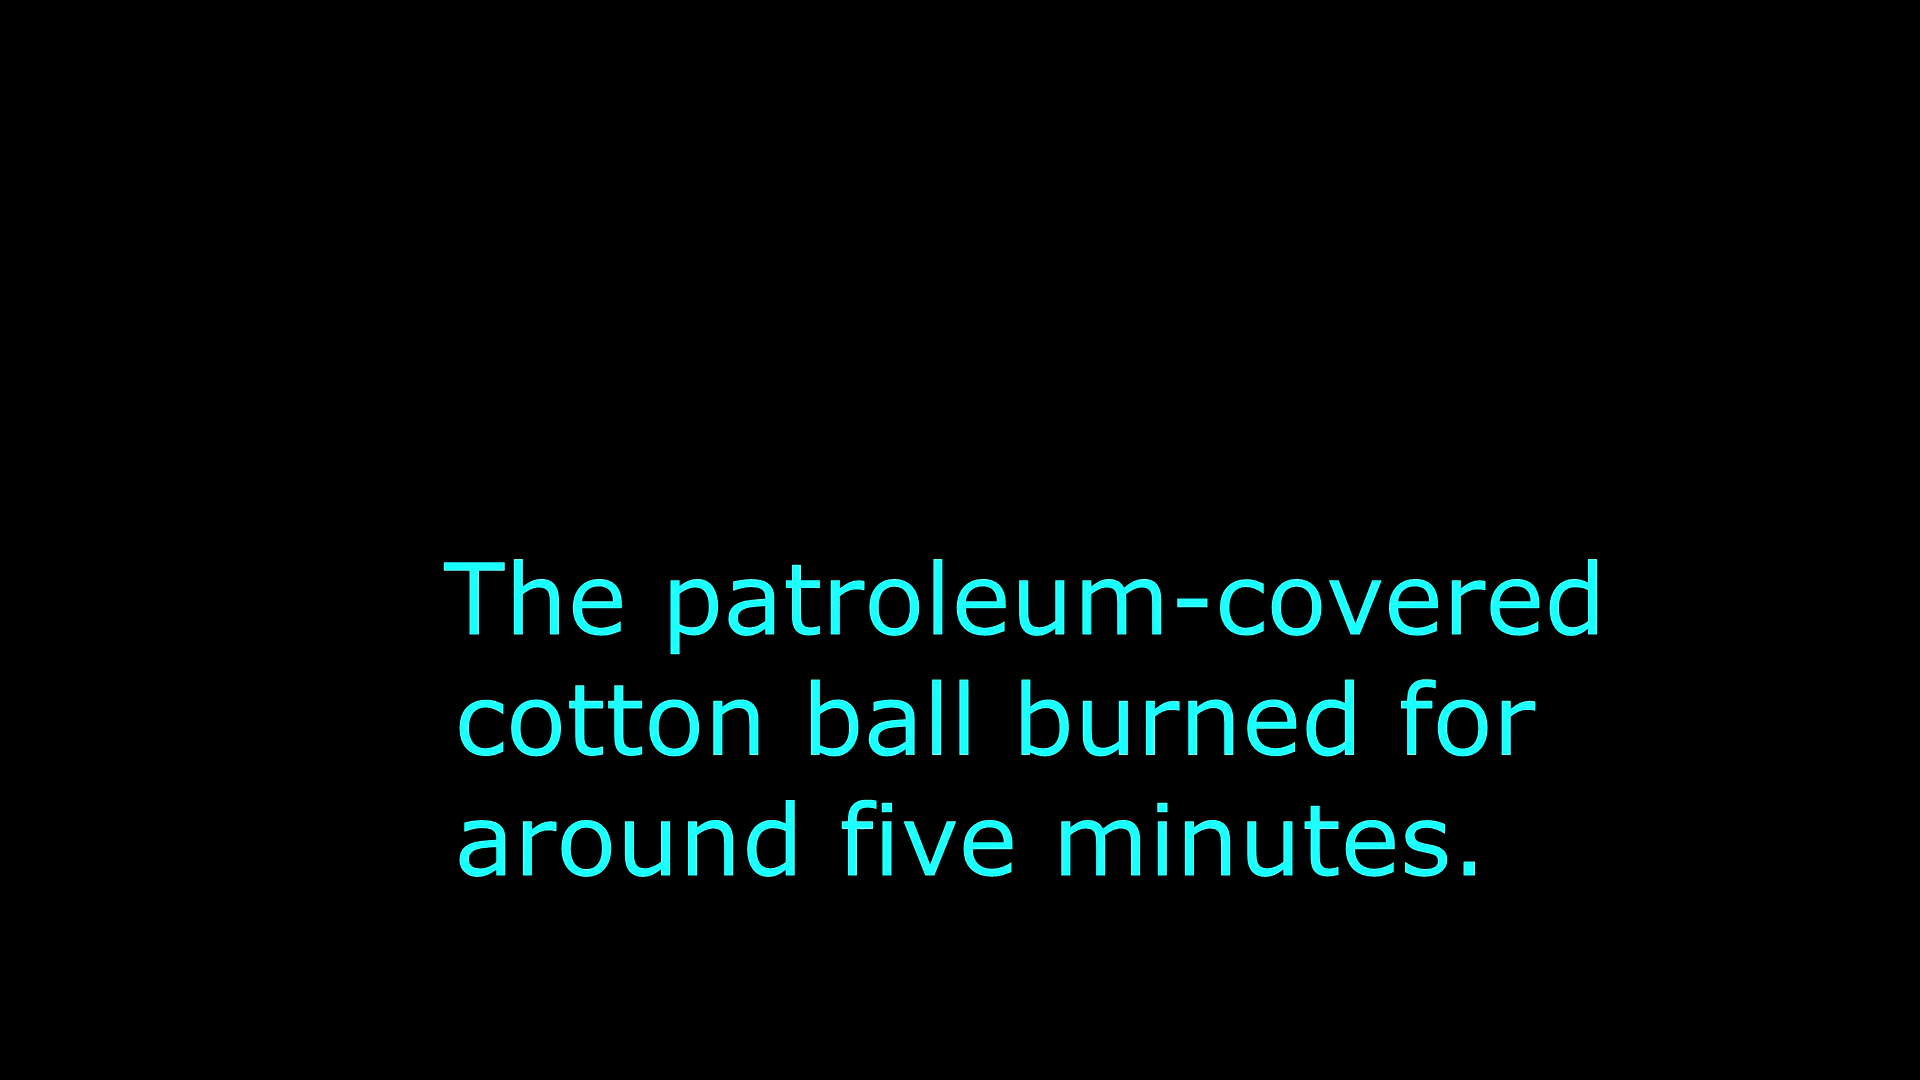 The patroleum-covered
cotton ball burned for
around five minutes.